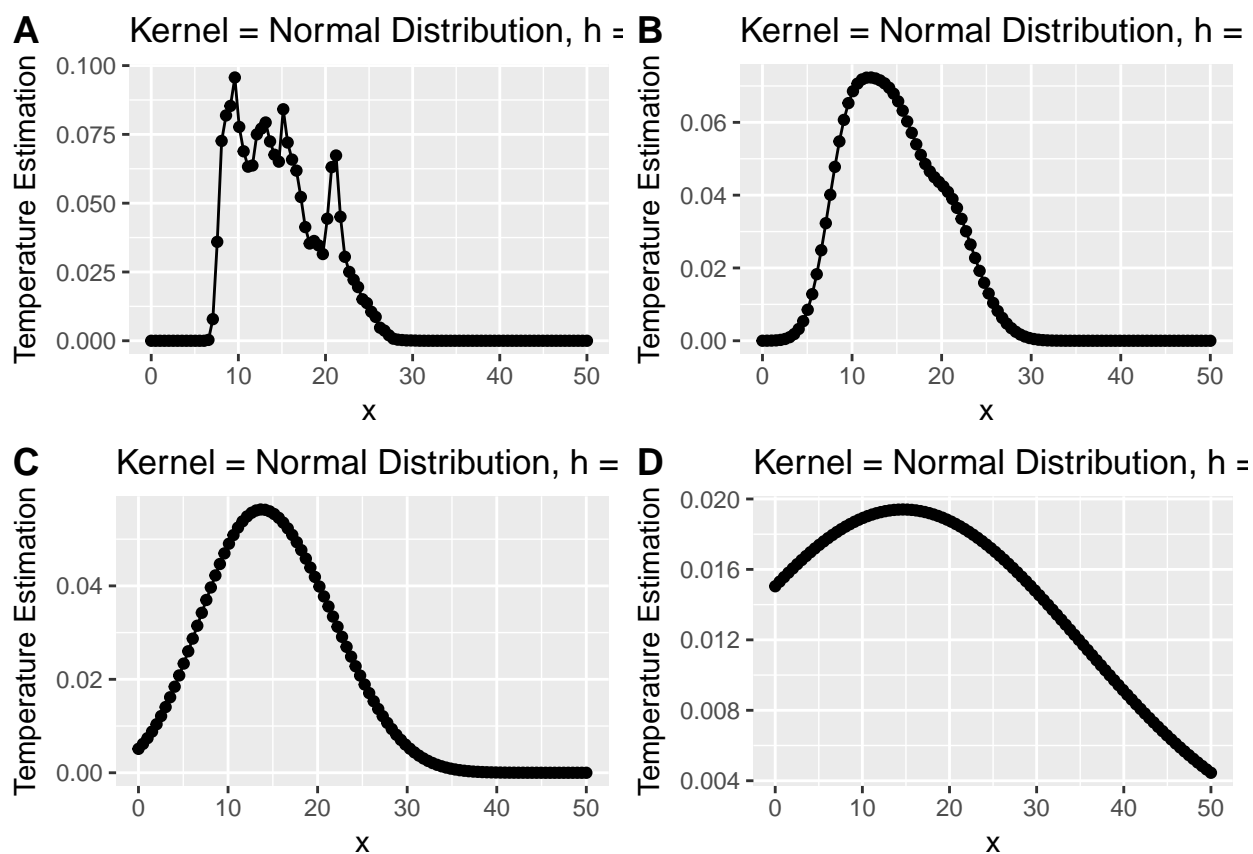 A Kernel = Normal Distribution, h =
Temperature Estimation
0.100
0.075
0.050
0.025
0.000
0 10 20 30 40 50
x
B Kernel = Normal Distribution, h =
Temperature Estimation
0.06
0.04
0.02
0.00
0 10 20 30 40 50
x
C Kernel = Normal Distribution, h =
Temperature Estimation
0.04
0.02
0.00
0 10 20 30 40 50
x
D Kernel = Normal Distribution, h =
Temperature Estimation
0.020
0.016
0.012
0.008
0.004
0 10 20 30 40 50
x